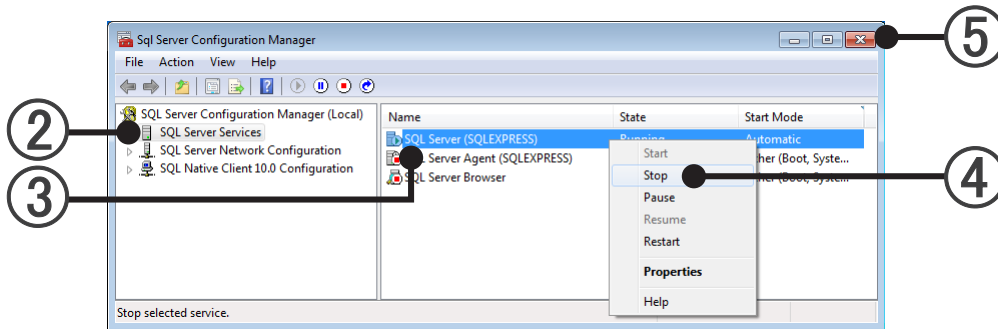 Sql Server Configuration Manager
⑤
File Action View Help
SQL Server Configuration Manager (Local)
Name State Start Mode
②
SQL Server Services
SQL Server (SQLEXPRESS) Running Automatic
SQL Server Network Configuration
Server Agent (SQLEXPRESS) (Boot, Syste...
SQL Native Client 10.0 Configuration
SQL Server Browser (Boot, Syste...
③
Start
Stop
④
Pause
Resume
Restart
Properties
Help
Stop selected service.